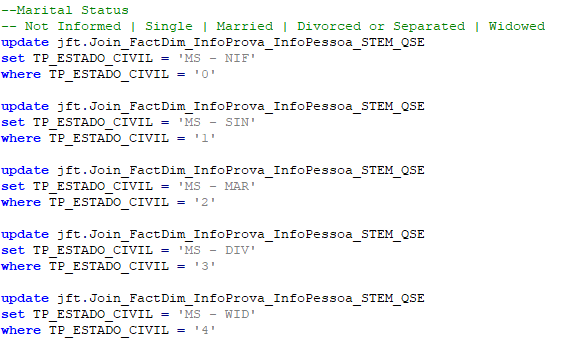 --Marital Status
-- Not Informed | Single | Married | Divorced or Separated | Widowed
update jft.Join_FactDim_InfoProva_InfoPessoa_STEM_QSE
set TP_ESTADO_CIVIL = 'MS - NIF'
where TP_ESTADO_CIVIL = '0'
update jft.Join_FactDim_InfoProva_InfoPessoa_STEM_QSE
set TP_ESTADO_CIVIL = 'MS - SIN'
where TP_ESTADO_CIVIL = '1'
update jft.Join_FactDim_InfoProva_InfoPessoa_STEM_QSE
set TP_ESTADO_CIVIL = 'MS - MAR'
where TP_ESTADO_CIVIL = '2'
update jft.Join_FactDim_InfoProva_InfoPessoa_STEM_QSE
set TP_ESTADO_CIVIL = 'MS - DIV'
where TP_ESTADO_CIVIL = '3'
update jft.Join_FactDim_InfoProva_InfoPessoa_STEM_QSE
set TP_ESTADO_CIVIL = 'MS - WID'
where TP_ESTADO_CIVIL = '4'